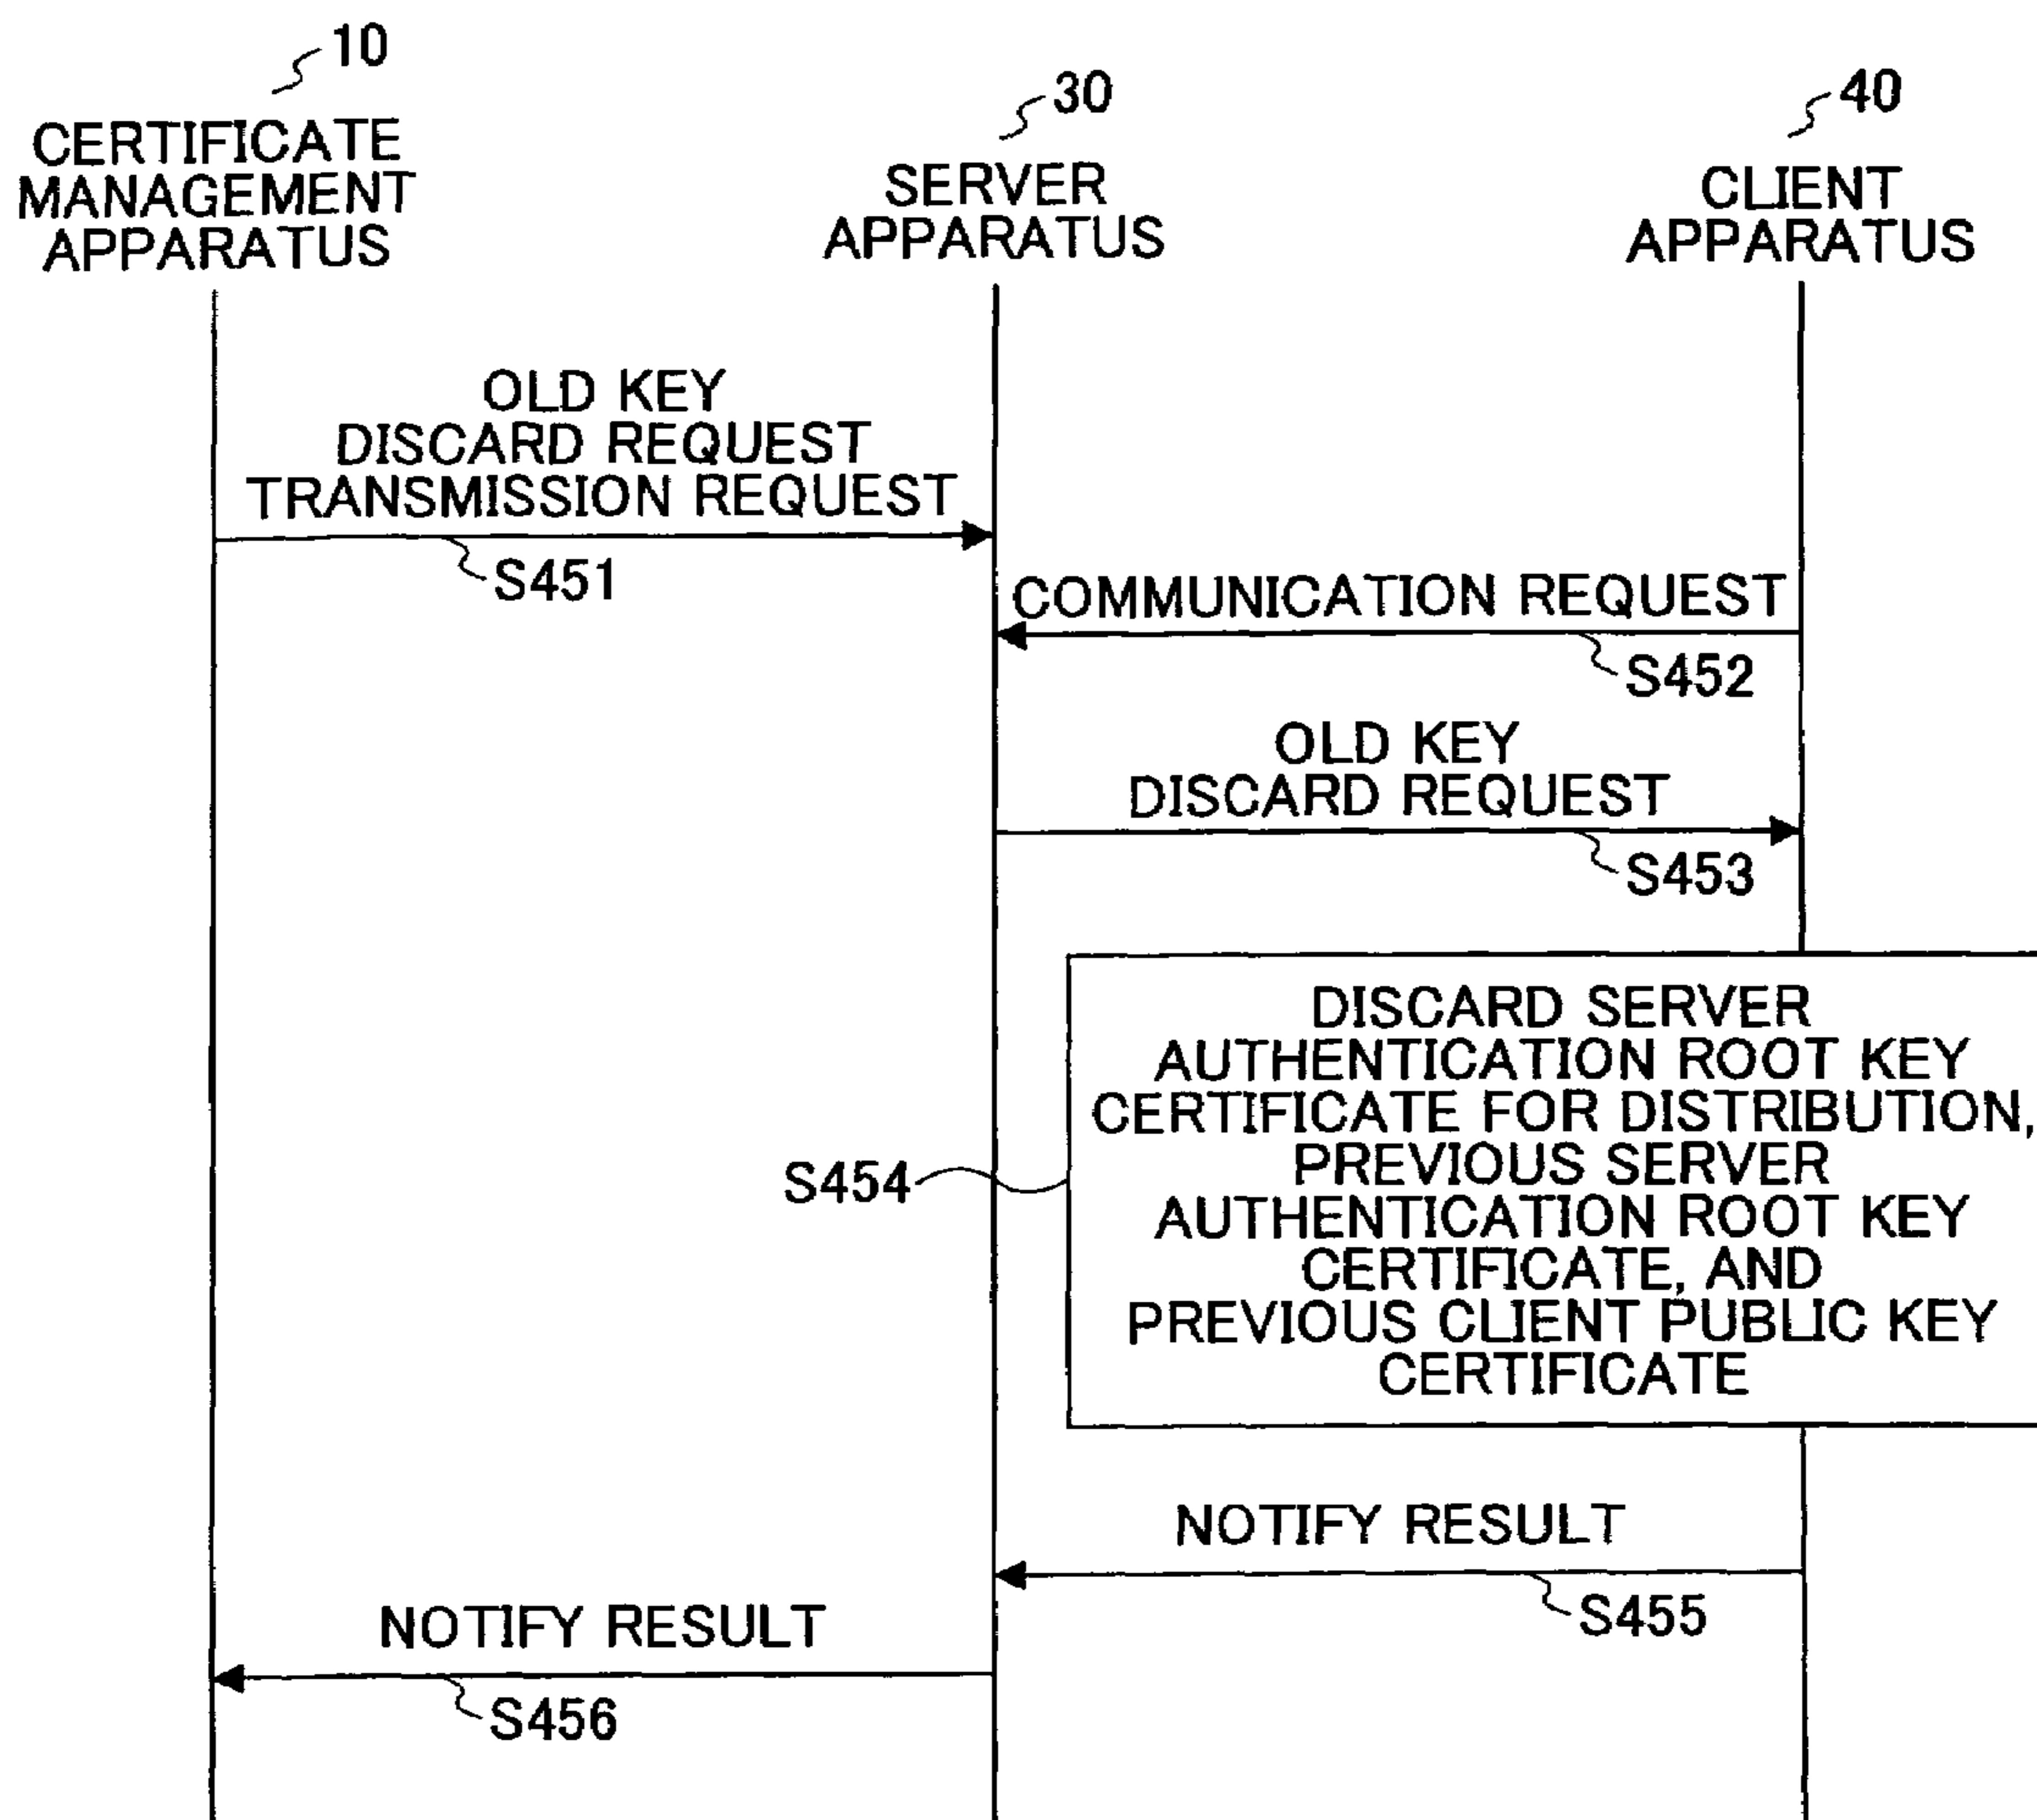 10
CERTIFICATE
MANAGEMENT
APPARATUS
30
SERVER
APPARATUS
40
CLIENT
APPARATUS
OLD KEY
DISCARD REQUEST
TRANSMISSION REQUEST
S451
COMMUNICATION REQUEST
S452
OLD KEY
DISCARD REQUEST
S453
DISCARD SERVER
AUTHENTICATION ROOT KEY
CERTIFICATE FOR DISTRIBUTION,
PREVIOUS SERVER
AUTHENTICATION ROOT KEY
CERTIFICATE, AND
PREVIOUS CLIENT PUBLIC KEY
CERTIFICATE
S454
NOTIFY RESULT
S455
NOTIFY RESULT
S456